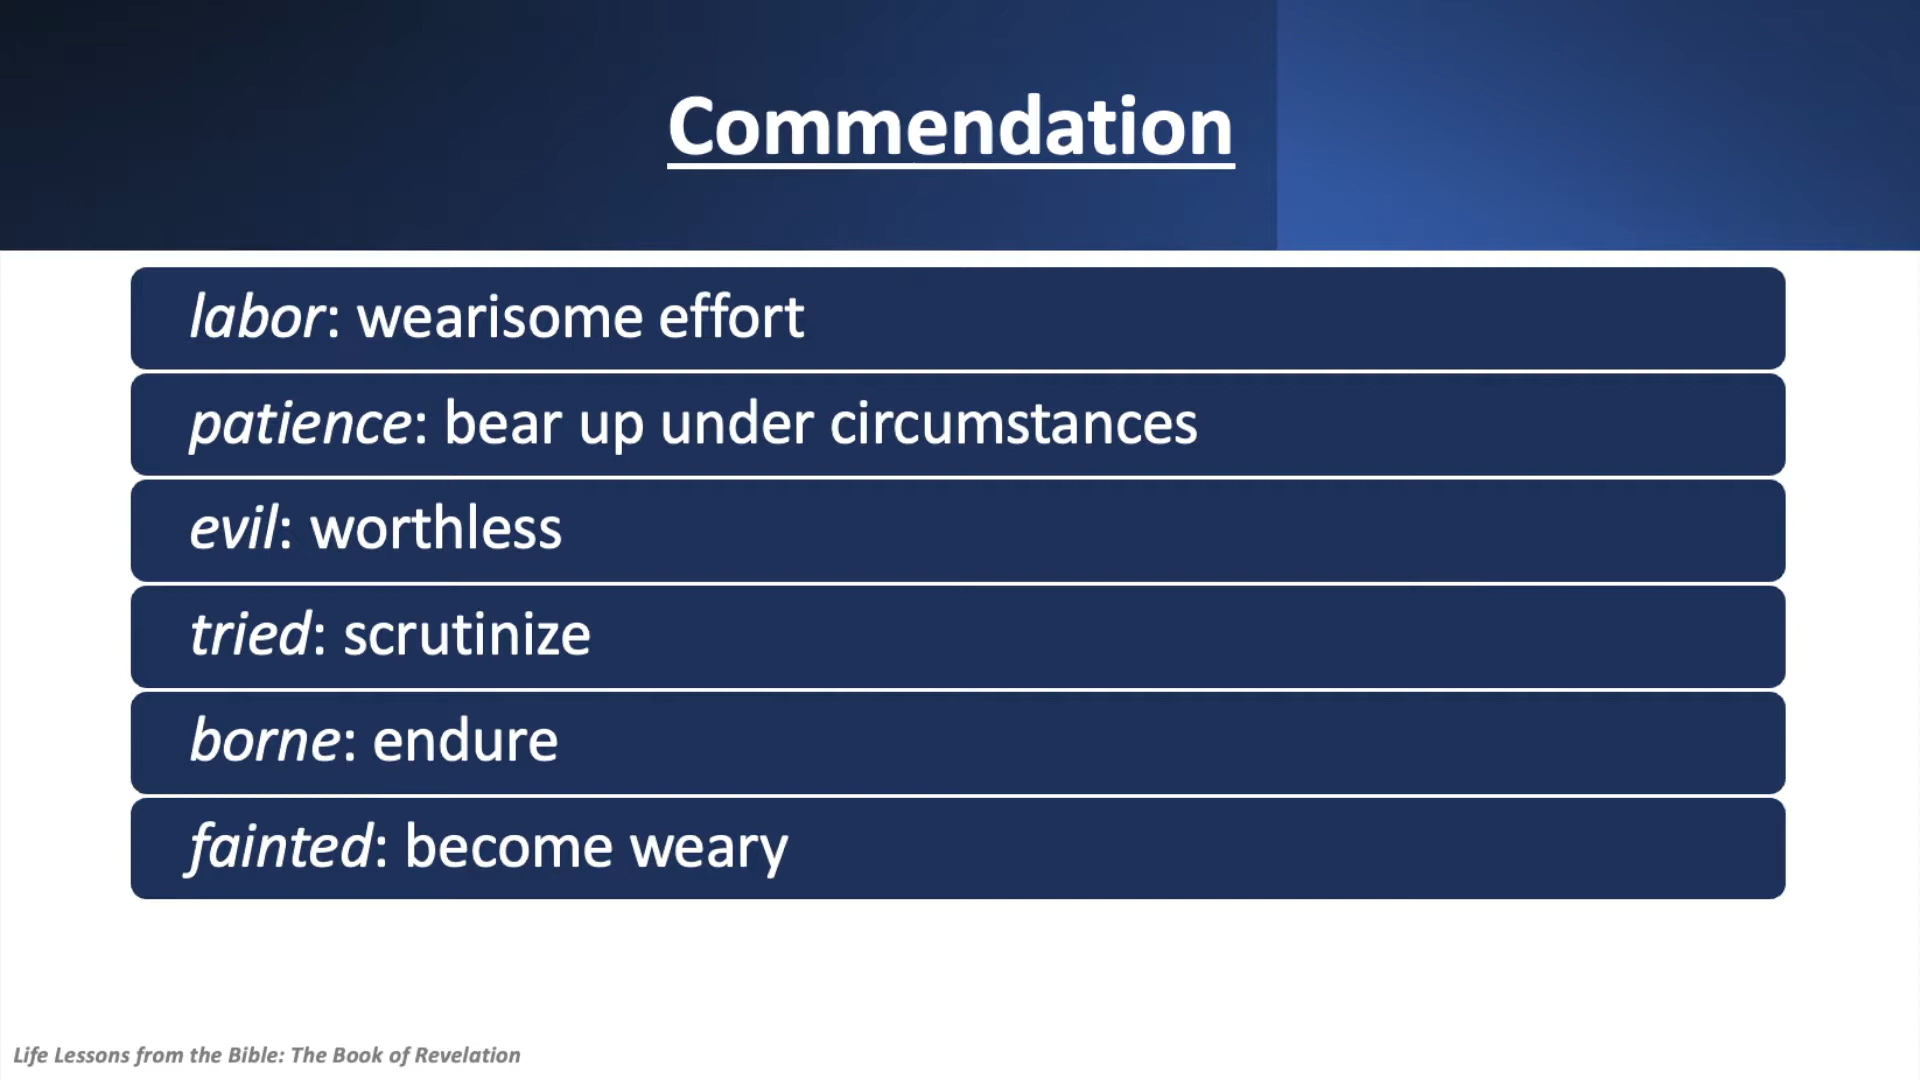 Commendation
labor: wearisome effort
patience: bear up under circumstances
evil: worthless
tried: scrutinize
borne: endure
fainted: become weary
Life Lessons from the Bible: The Book of Revelation